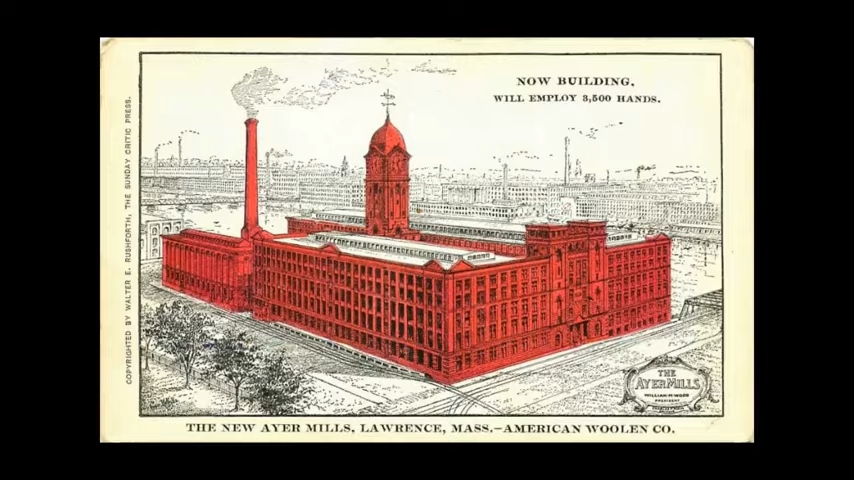 NOW BUILDING,
WILL EMPLOY 3,500 HANDS.
COPYRIGHTED BY WALTER E. RUSHFORTH, THE SUNDAY CRITIC PRESS.
THE
AYER MILLS
WILLIAM M WOOD
PRESIDENT
THE NEW AYER MILLS, LAWRENCE, MASS.—AMERICAN WOOLEN CO.